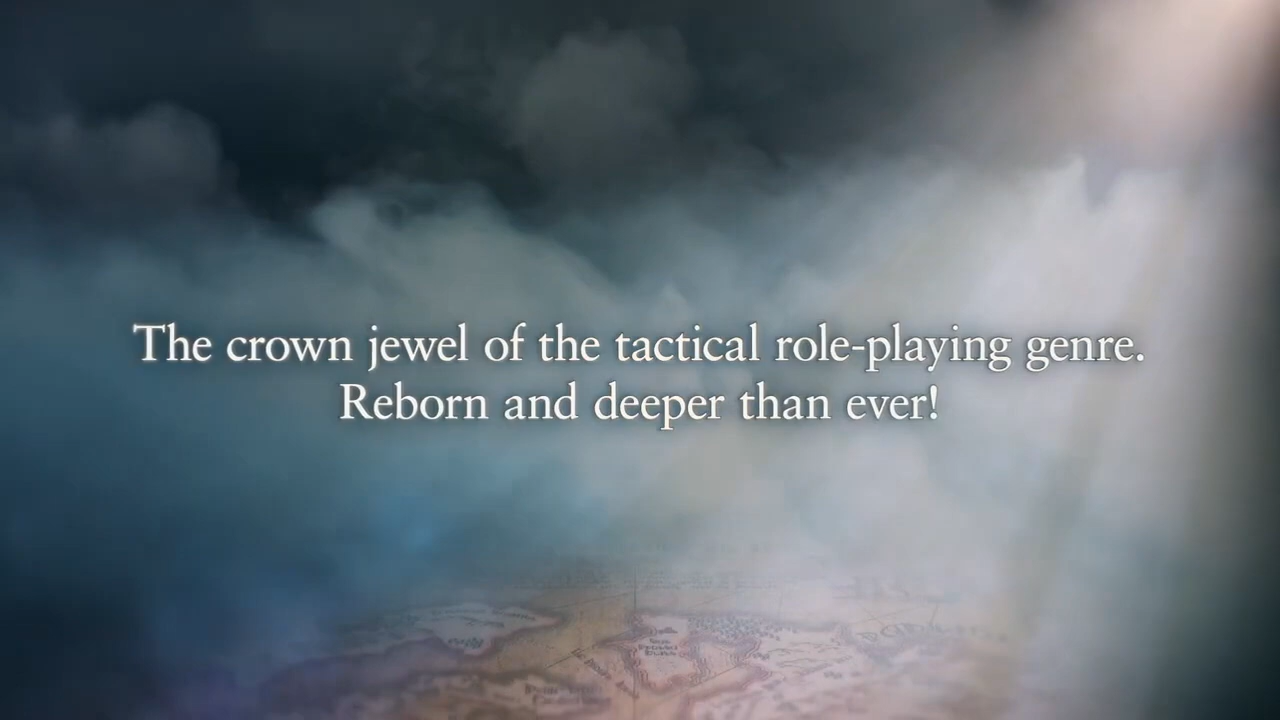 The crown jewel of the tactical role-playing genre.
Reborn and deeper than ever!